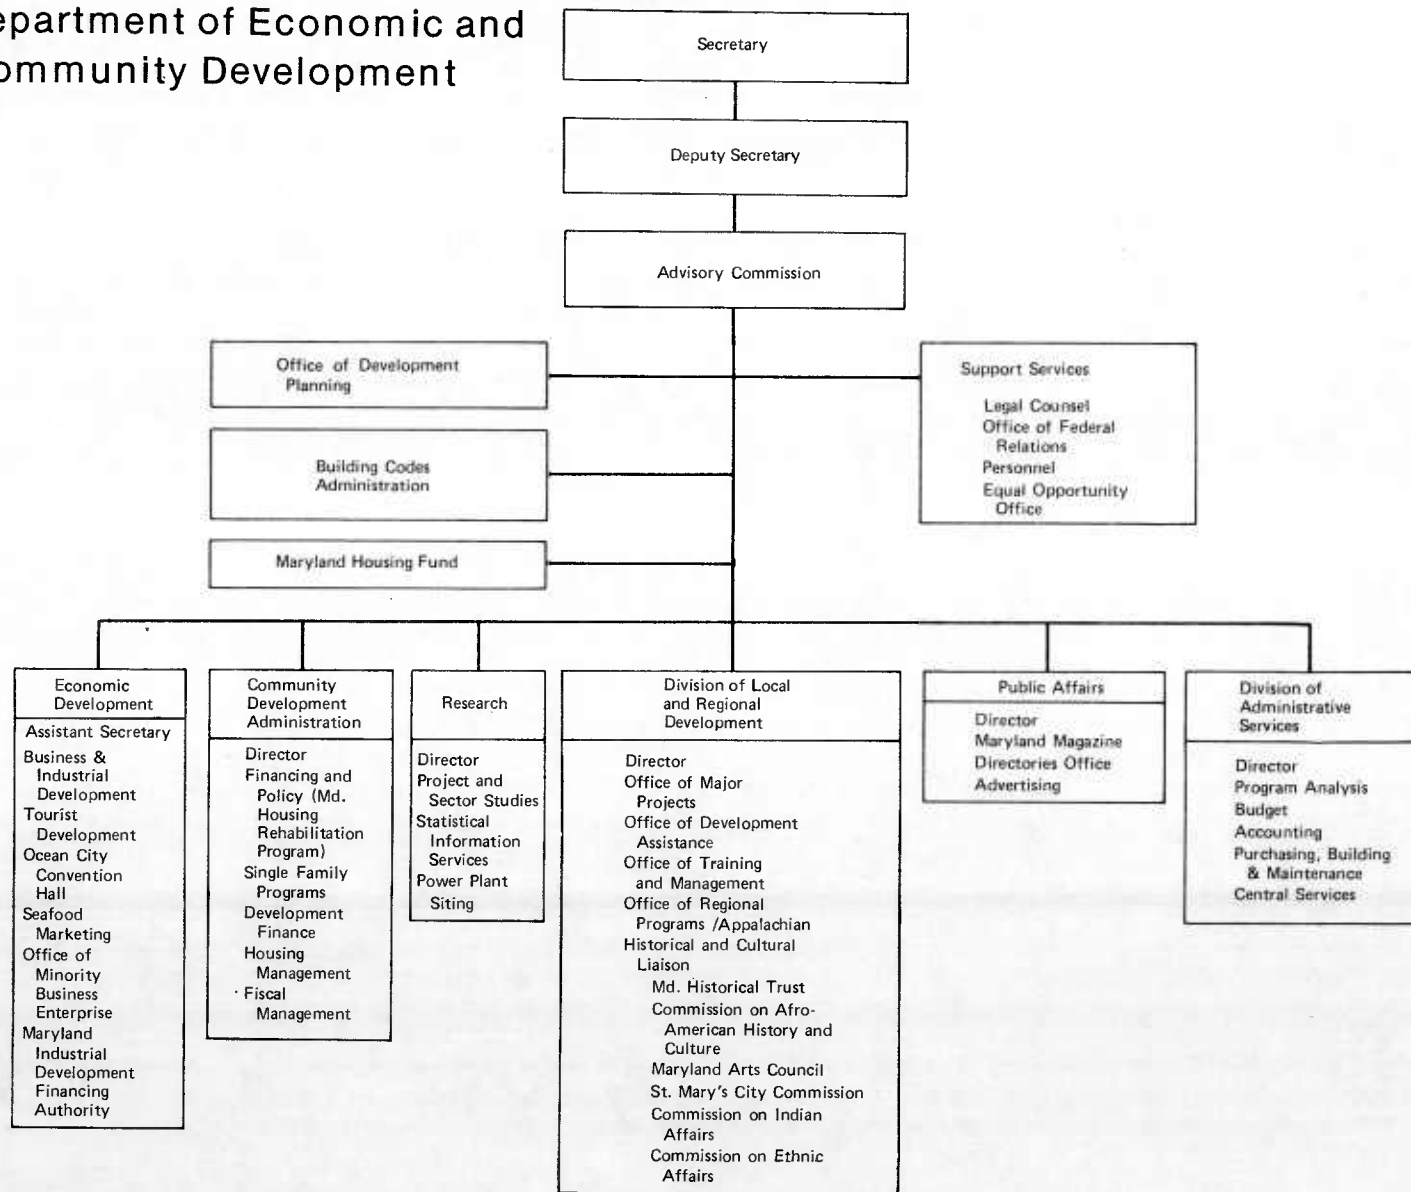 epartment of Economic and
ommunity Development
Secretary
Deputy Secretary
Advisory Commission
Office of Development
Planning
Building Codes
Administration
Maryland Housing Fund
Support Services
Legal Counsel
Office of Federal
Relations
Personnel
Equal Opportunity
Office
Economic
Development
Assistant Secretary
Business &
Industrial
Development
Tourist
Development
Ocean City
Convention
Hall
Seafood
Marketing
Office of
Minority
Business
Enterprise
Maryland
Industrial
Development
Financing
Authority
Community
Development
Administration
Director
Financing and
Policy (Md.
Housing
Rehabilitation
Program)
Single Family
Programs
Development
Finance
Housing
Management
Fiscal
Management
Research
Director
Project and
Sector Studies
Statistical
Information
Services
Power Plant
Siting
Division of Local
and Regional
Development
Director
Office of Major
Projects
Office of Development
Assistance
Office of Training
and Management
Office of Regional
Programs /Appalachian
Historical and Cultural
Liaison
Md. Historical Trust
Commission on Afro-
American History and
Culture
Maryland Arts Council
St. Mary's City Commission
Commission on Indian
Affairs
Commission on Ethnic
Affairs
Public Affairs
Director
Maryland Magazine
Directories Office
Advertising
Division of
Administrative
Services
Director
Program Analysis
Budget
Accounting
Purchasing, Building
& Maintenance
Central Services